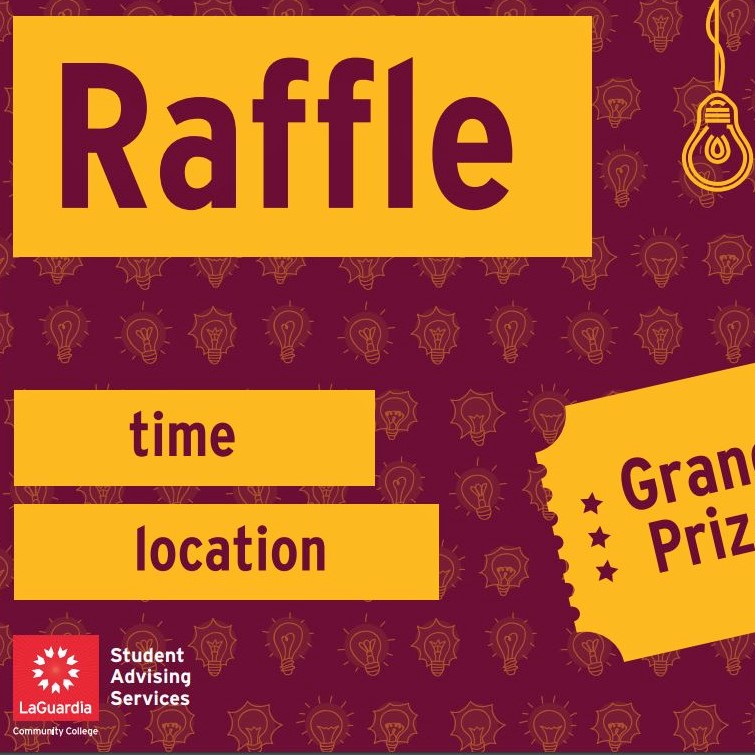 Raffle
time
location
Gran
Priz
Student
Advising
Services
LaGuardia
Community College